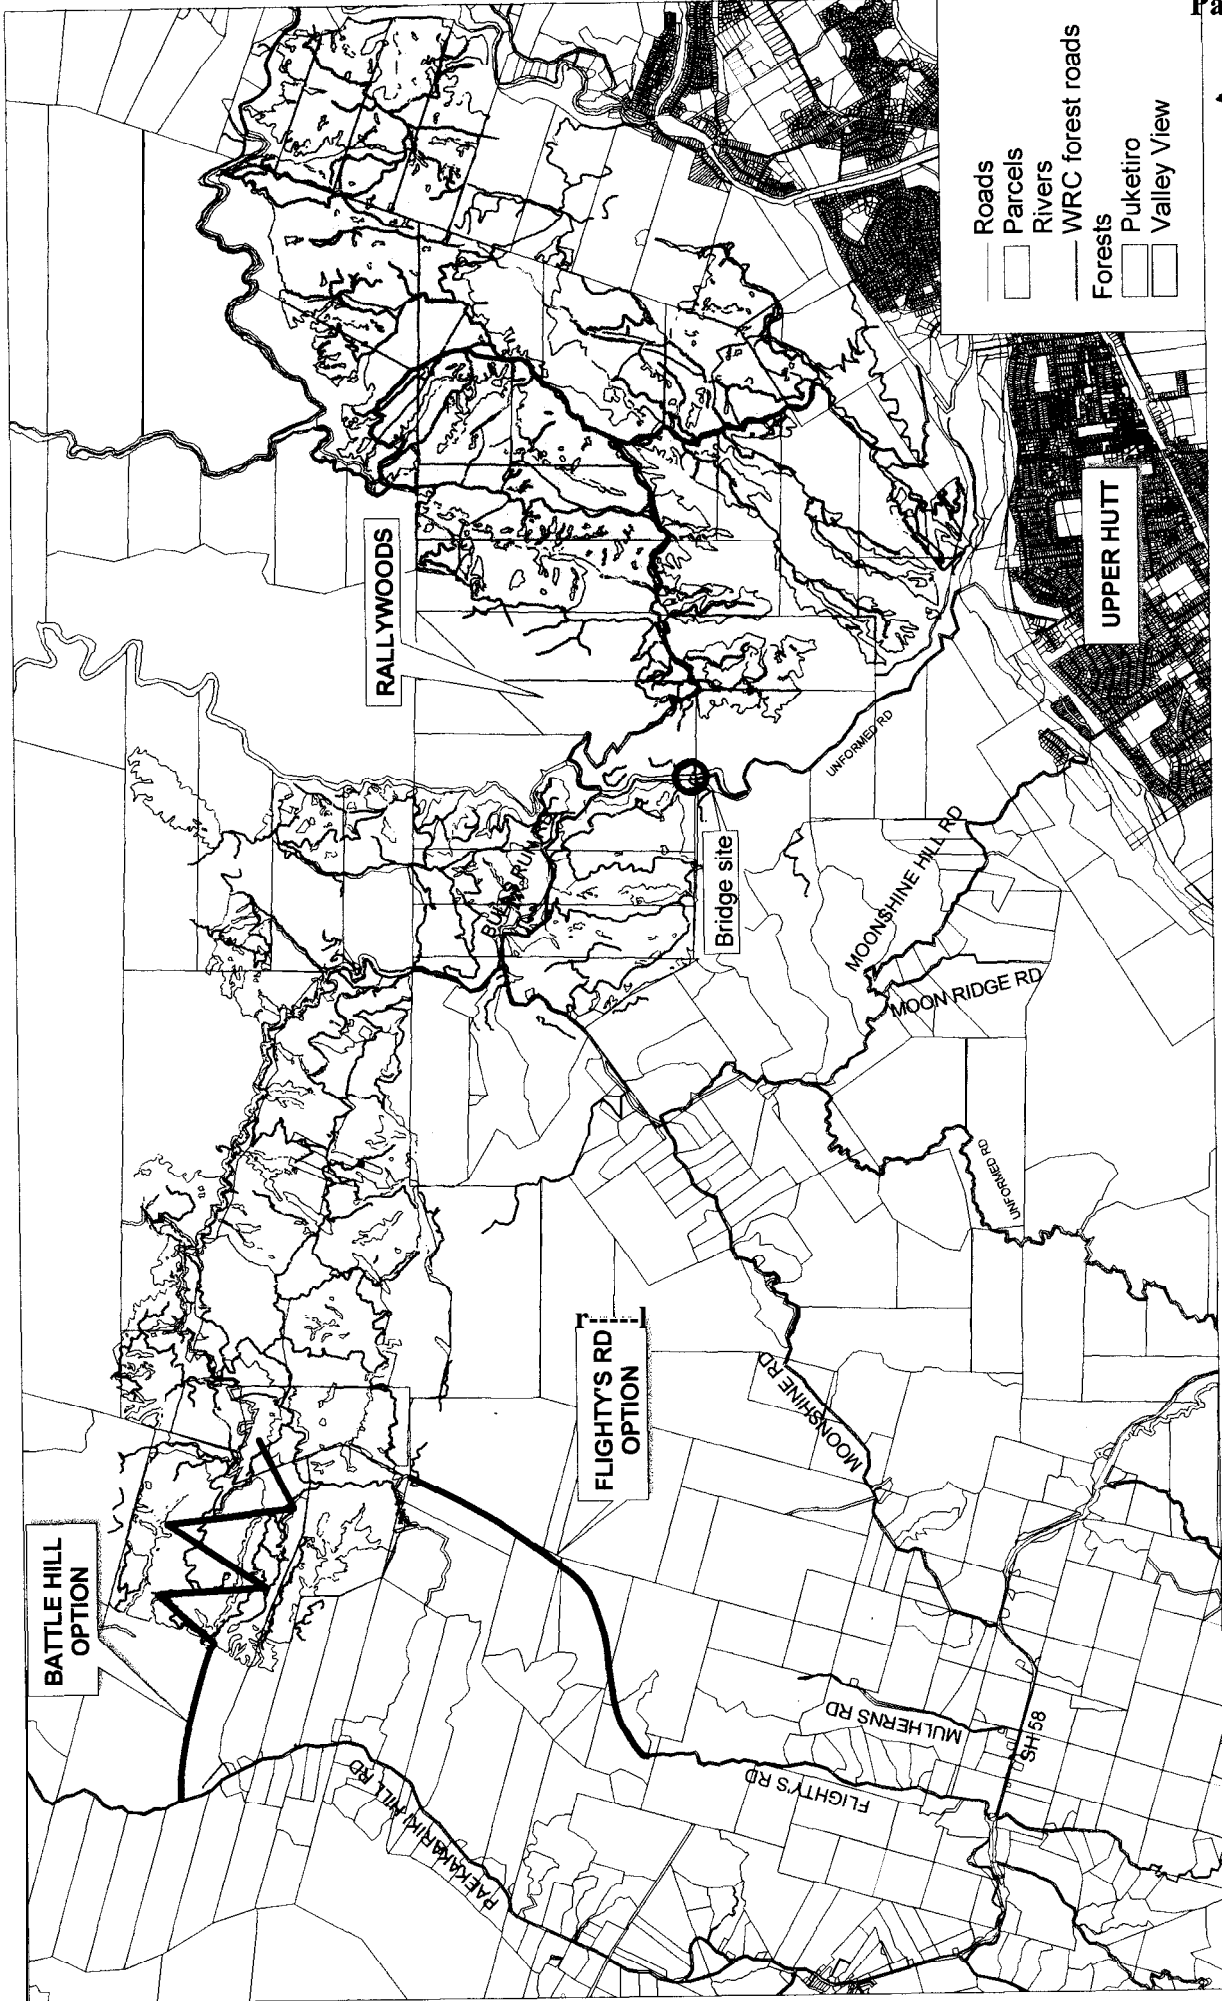 Pa
Roads
Parcels
Rivers
WRC forest roads
Forests
Puketiro
Valley View
RALLYWOODS
UPPER HUTT
UNFORMED RD
Bridge site
MOONSHINE HILL RD
MOON RIDGE RD
UNFORMED RD
FLIGHTY'S RD
OPTION
MOONSHINE RD
BATTLE HILL
OPTION
MULHERNS RD
SH 58
FLIGHTY'S RD
PAEKAKARIKI HILL RD